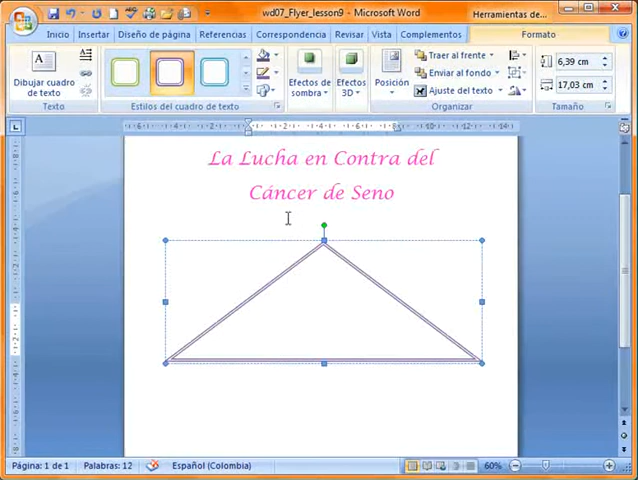 wd07_Flyer_lesson9 - Microsoft Word
Herramientas de...
Inicio Insertar Diseño de página Referencias Correspondencia Revisar Vista Complementos Formato
Dibujar cuadro
de texto
Texto
Estilos del cuadro de texto
Efectos de
sombra
Efectos
3D
Posición
Traer al frente
Enviar al fondo
Ajuste del texto
Organizar
6,39 cm
17,03 cm
Tamaño
La Lucha en Contra del
Cáncer de Seno
Página: 1 de 1 Palabras: 12 Español (Colombia) 60%